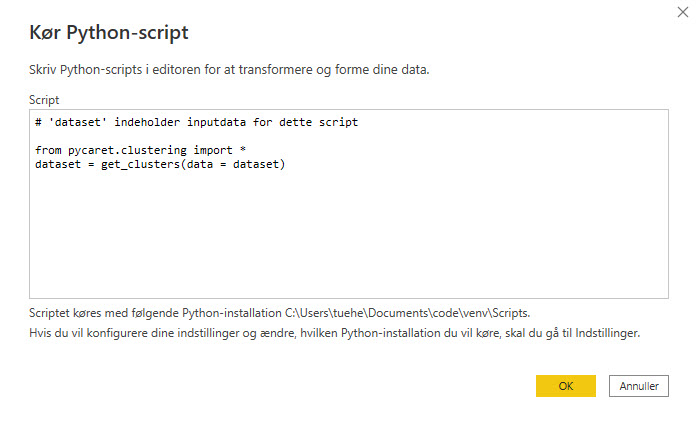 Kør Python-script
Skriv Python-scripts i editoren for at transformere og forme dine data.
Script
# 'dataset' indeholder inputdata for dette script
from pycaret.clustering import *
dataset = get_clusters(data = dataset)
Scriptet køres med følgende Python-installation C:\Users\tuehe\Documents\code\venv\Scripts.
Hvis du vil konfigurere dine indstillinger og ændre, hvilken Python-installation du vil køre, skal du gå til Indstillinger.
OK
Annuller